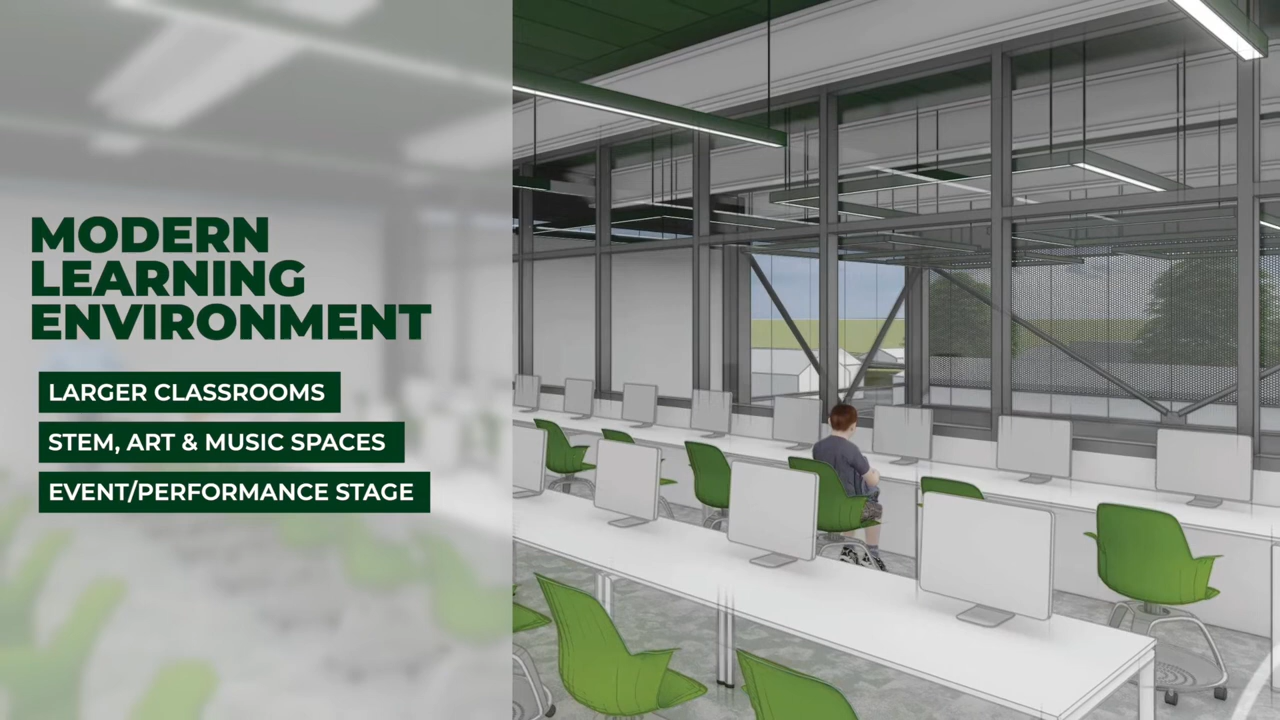 MODERN
LEARNING
ENVIRONMENT
LARGER CLASSROOMS
STEM, ART & MUSIC SPACES
EVENT/PERFORMANCE STAGE